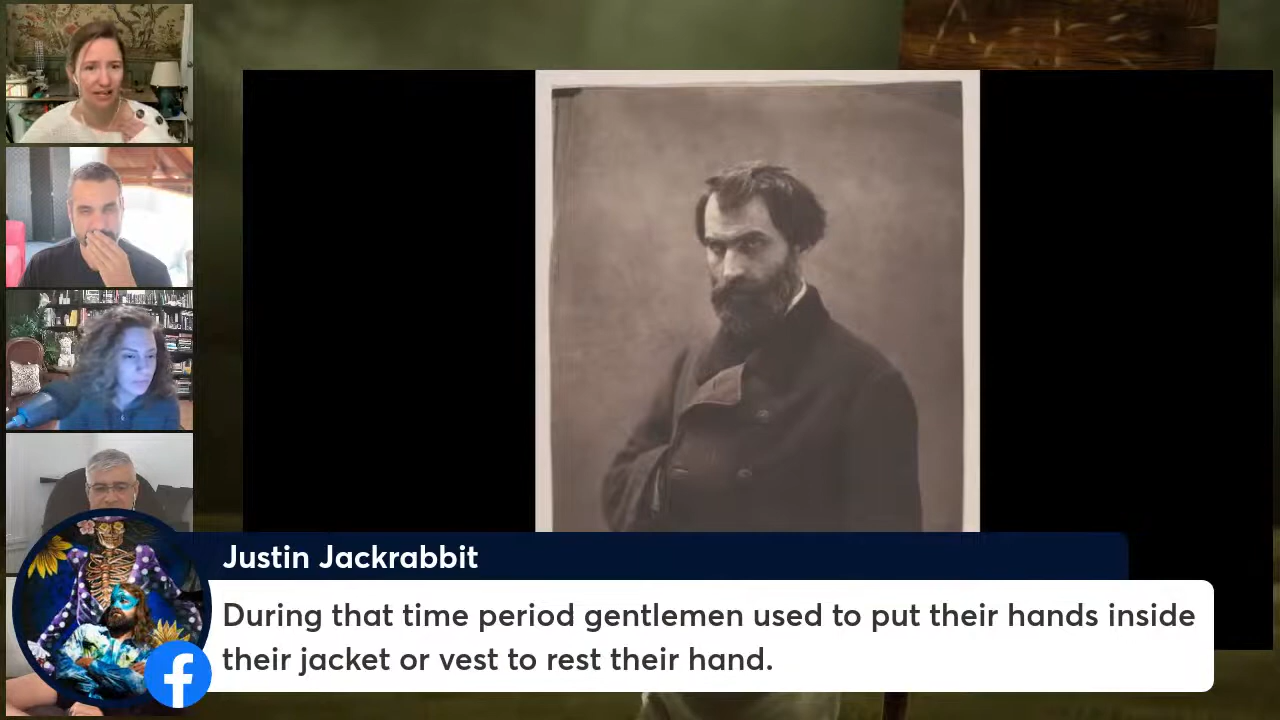 Justin Jackrabbit
During that time period gentlemen used to put their hands inside
their jacket or vest to rest their hand.